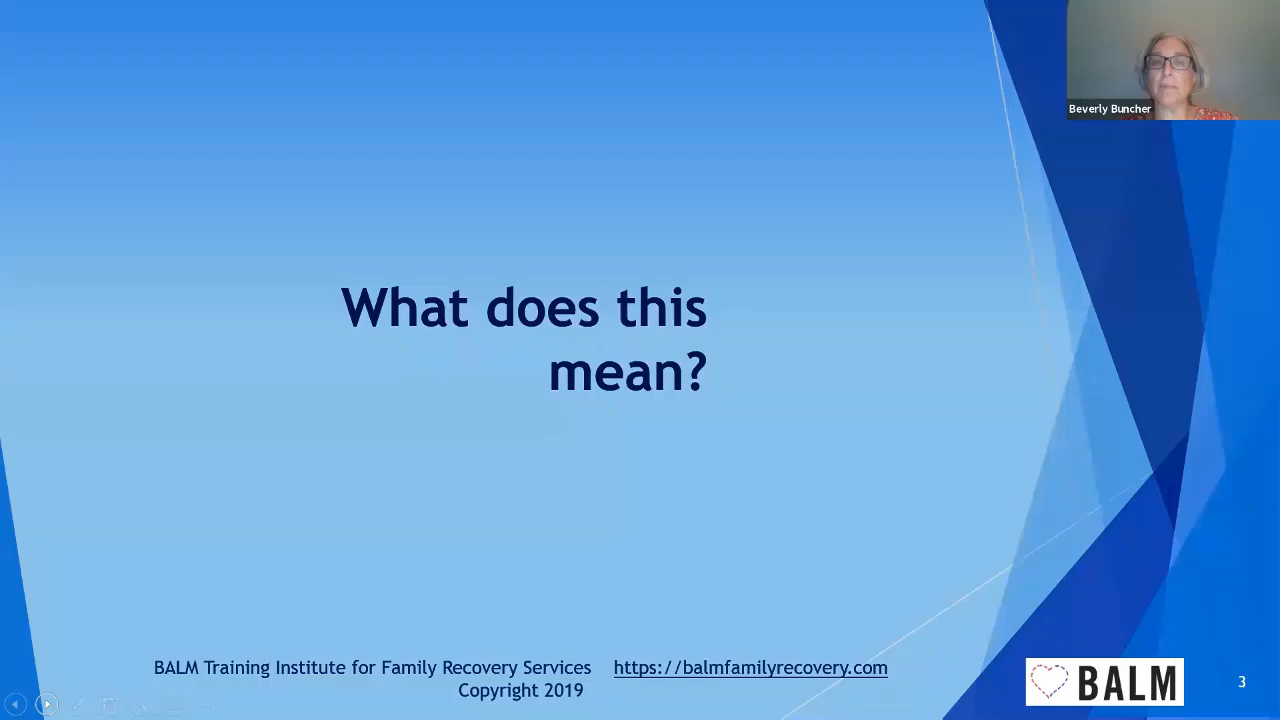 Beverly Buncher
What does this
mean?
BALM Training Institute for Family Recovery Services https://balmfamilyrecovery.com
Copyright 2019
BALM
3